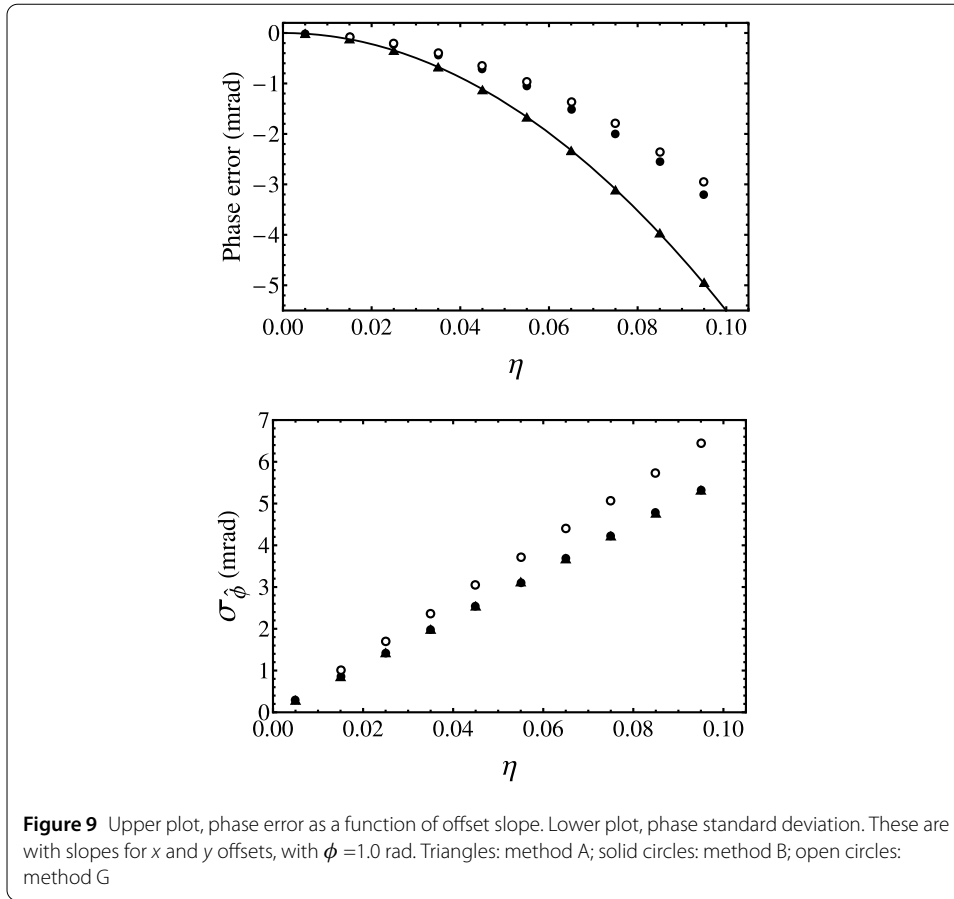 0
−1
−2
−3
−4
−5
Phase error (mrad)
0.00 0.02 0.04 0.06 0.08 0.10
η
7
6
5
4
3
2
1
0
σ_ϕ̂ (mrad)
0.00 0.02 0.04 0.06 0.08 0.10
η
Figure 9 Upper plot, phase error as a function of offset slope. Lower plot, phase standard deviation. These are
with slopes for x and y offsets, with ϕ =1.0 rad. Triangles: method A; solid circles: method B; open circles:
method G